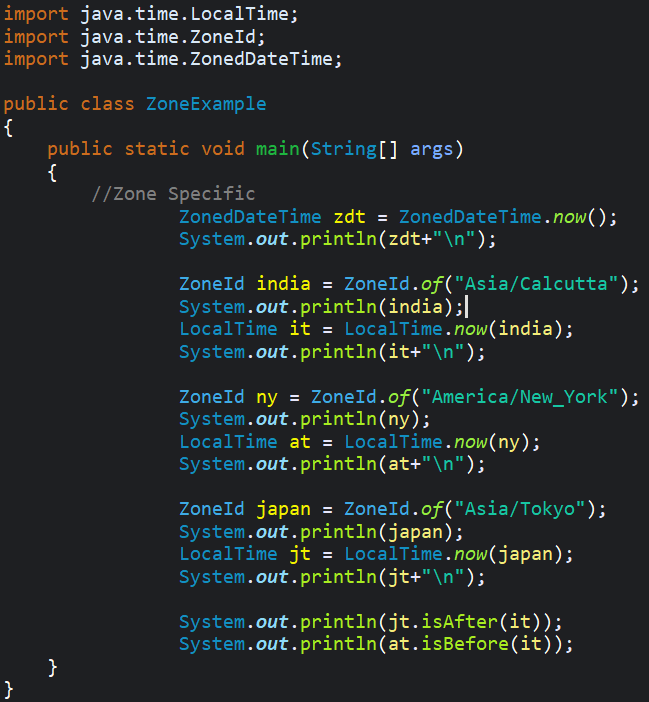 import java.time.LocalTime;
import java.time.ZoneId;
import java.time.ZonedDateTime;

public class ZoneExample
{
    public static void main(String[] args)
    {
        //Zone Specific
                ZonedDateTime zdt = ZonedDateTime.now();
                System.out.println(zdt+"\n");

                ZoneId india = ZoneId.of("Asia/Calcutta");
                System.out.println(india);
                LocalTime it = LocalTime.now(india);
                System.out.println(it+"\n");

                ZoneId ny = ZoneId.of("America/New_York");
                System.out.println(ny);
                LocalTime at = LocalTime.now(ny);
                System.out.println(at+"\n");

                ZoneId japan = ZoneId.of("Asia/Tokyo");
                System.out.println(japan);
                LocalTime jt = LocalTime.now(japan);
                System.out.println(jt+"\n");

                System.out.println(jt.isAfter(it));
                System.out.println(at.isBefore(it));
    }
}